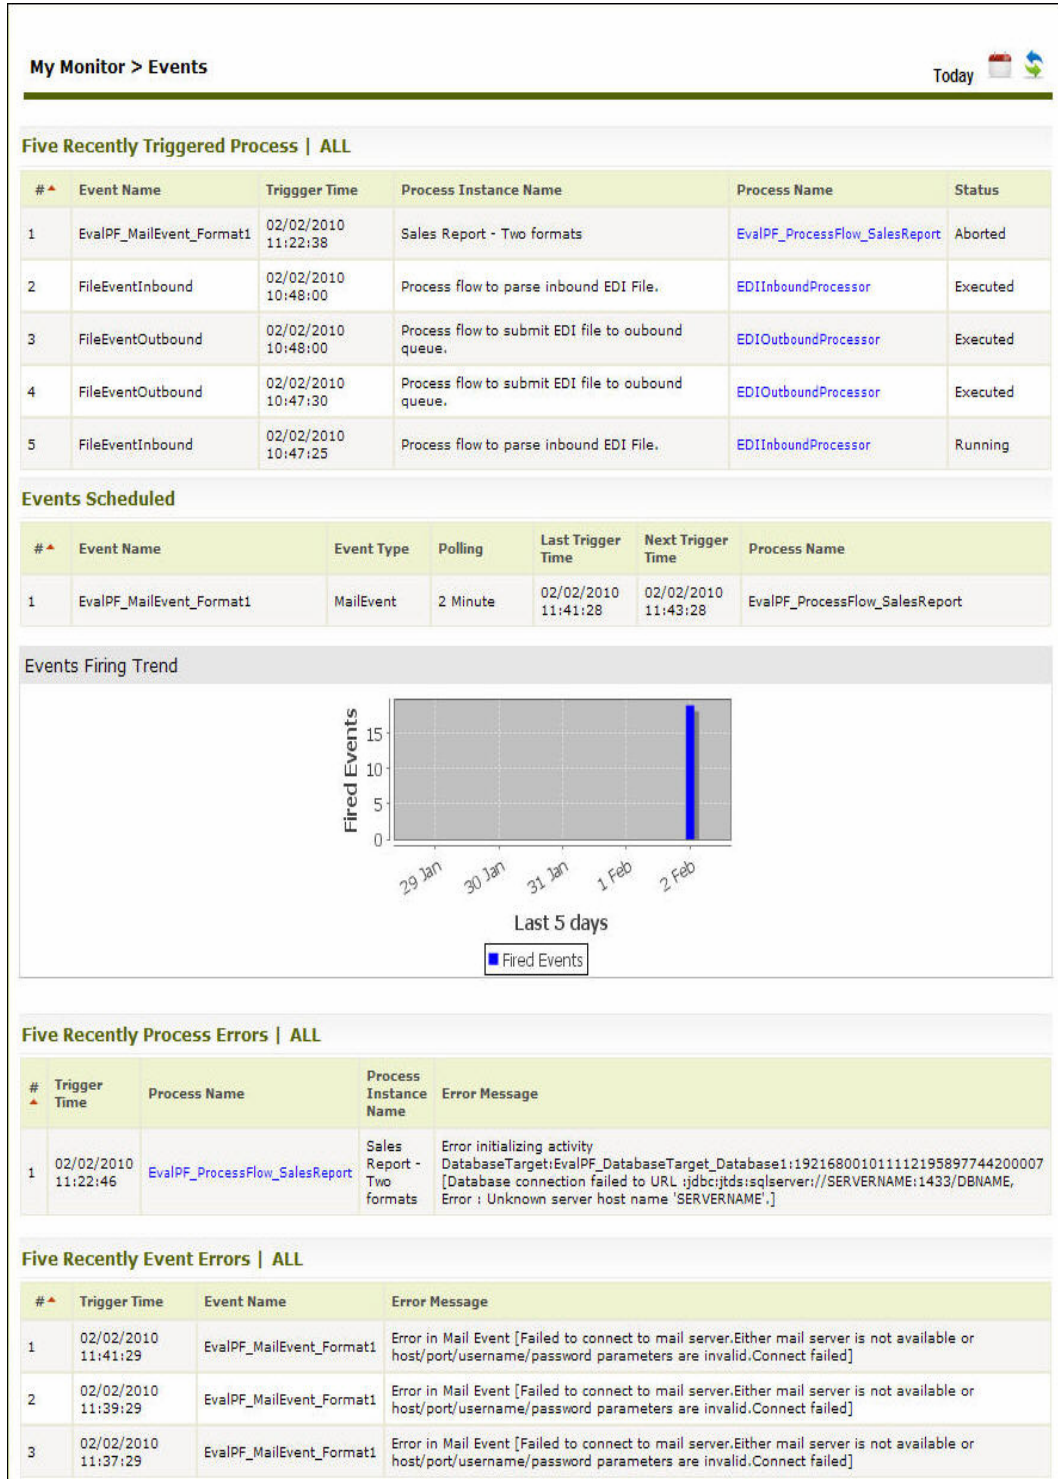 My Monitor > Events
Today
Five Recently Triggered Process | ALL
# Event Name Triggger Time Process Instance Name Process Name Status
1 EvalPF_MailEvent_Format1 02/02/2010 11:22:38 Sales Report - Two formats EvalPF_ProcessFlow_SalesReport Aborted
2 FileEventInbound 02/02/2010 10:48:00 Process flow to parse inbound EDI File. EDIInboundProcessor Executed
3 FileEventOutbound 02/02/2010 10:48:00 Process flow to submit EDI file to oubound queue. EDIOutboundProcessor Executed
4 FileEventOutbound 02/02/2010 10:47:30 Process flow to submit EDI file to oubound queue. EDIOutboundProcessor Executed
5 FileEventInbound 02/02/2010 10:47:25 Process flow to parse inbound EDI File. EDIInboundProcessor Running
Events Scheduled
# Event Name Event Type Polling Last Trigger Time Next Trigger Time Process Name
1 EvalPF_MailEvent_Format1 MailEvent 2 Minute 02/02/2010 11:41:28 02/02/2010 11:43:28 EvalPF_ProcessFlow_SalesReport
Events Firing Trend
Fired Events
15
10
5
0
29 Jan 30 Jan 31 Jan 1 Feb 2 Feb
Last 5 days
Fired Events
Five Recently Process Errors | ALL
# Trigger Time Process Name Process Instance Name Error Message
1 02/02/2010 11:22:46 EvalPF_ProcessFlow_SalesReport Sales Report - Two formats Error initializing activity
DatabaseTarget:EvalPF_DatabaseTarget_Database1:192168001011112195897744200007
[Database connection failed to URL :jdbc:jtds:sqlserver://SERVERNAME:1433/DBNAME,
Error : Unknown server host name 'SERVERNAME'.]
Five Recently Event Errors | ALL
# Trigger Time Event Name Error Message
1 02/02/2010 11:41:29 EvalPF_MailEvent_Format1 Error in Mail Event [Failed to connect to mail server.Either mail server is not available or
host/port/username/password parameters are invalid.Connect failed]
2 02/02/2010 11:39:29 EvalPF_MailEvent_Format1 Error in Mail Event [Failed to connect to mail server.Either mail server is not available or
host/port/username/password parameters are invalid.Connect failed]
3 02/02/2010 11:37:29 EvalPF_MailEvent_Format1 Error in Mail Event [Failed to connect to mail server.Either mail server is not available or
host/port/username/password parameters are invalid.Connect failed]